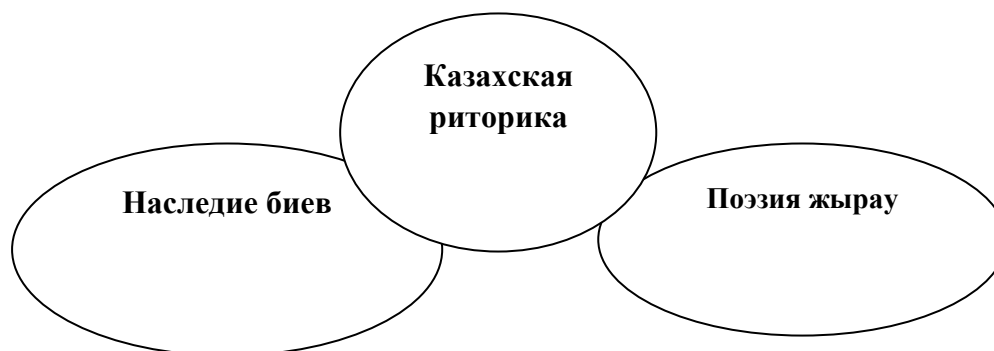 Казахская
риторика
Наследие биев
Поэзия жырау